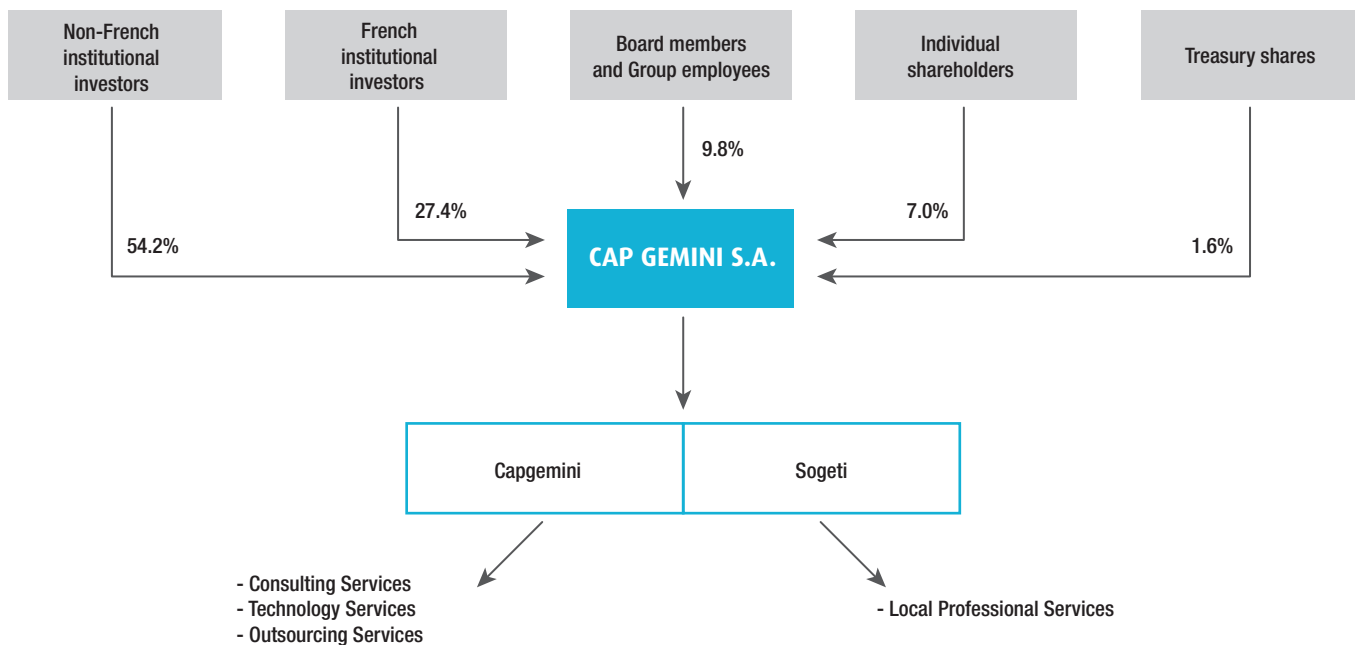 Non-French
institutional
investors
French
institutional
investors
Board members
and Group employees
Individual
shareholders
Treasury shares
9.8%
27.4%
7.0%
54.2%
1.6%
CAP GEMINI S.A.
Capgemini
Sogeti
- Consulting Services
- Technology Services
- Outsourcing Services
- Local Professional Services